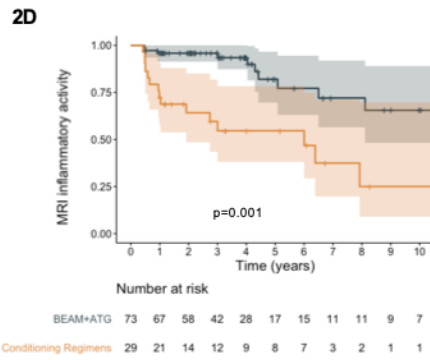 2D
MRI inflammatory activity
1.00
0.75
0.50
0.25
0.00
p=0.001
0 1 2 3 4 5 6 7 8 9 10
Time (years)
Number at risk
BEAM+ATG 73 67 58 42 28 17 15 11 11 9 7
Conditioning Regimens 29 21 14 12 9 8 7 3 2 1 1